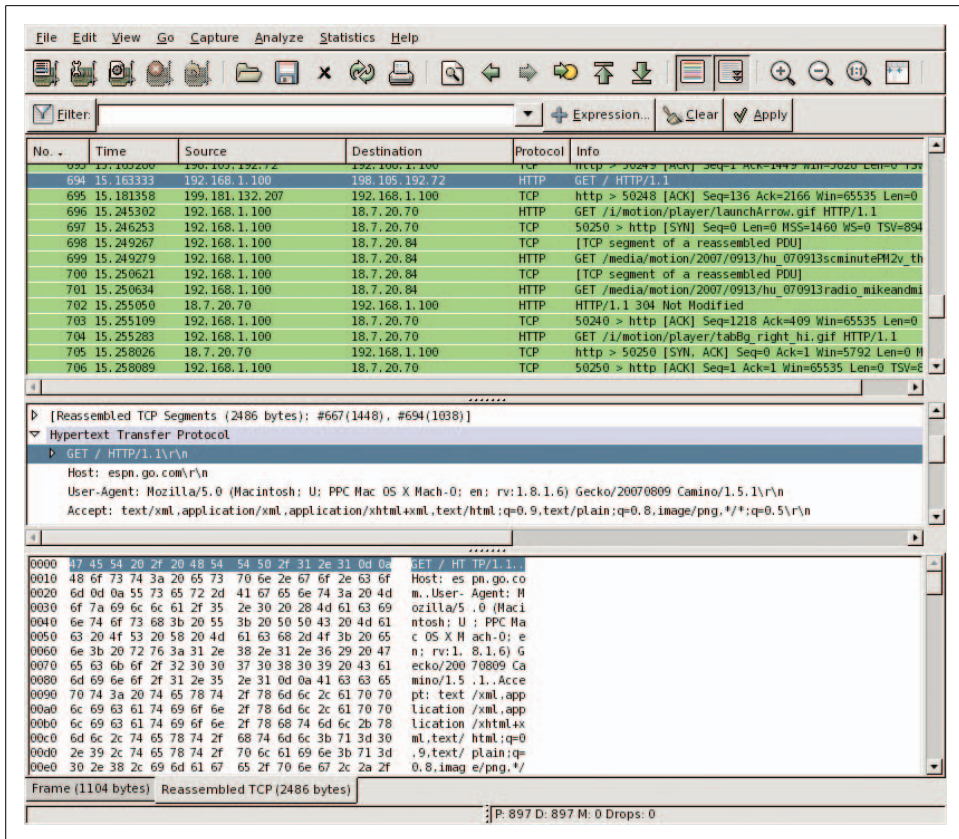 File Edit View Go Capture Analyze Statistics Help
Filter: Expression... Clear Apply
No. . Time Source Destination Protocol Info
693 15.163280 198.105.192.72 192.168.1.100 TCP http > 50249 [ACK] Seq=1 Ack=1449 Win=5828 Len=0 TSV
694 15.163333 192.168.1.100 198.105.192.72 HTTP GET / HTTP/1.1
695 15.181358 199.181.132.207 192.168.1.100 TCP http > 50248 [ACK] Seq=136 Ack=2166 Win=65535 Len=0
696 15.245302 192.168.1.100 18.7.20.70 HTTP GET /i/motion/player/launchArrow.gif HTTP/1.1
697 15.246253 192.168.1.100 18.7.20.70 TCP 50250 > http [SYN] Seq=0 Len=0 MSS=1460 WS=0 TSV=894
698 15.249267 192.168.1.100 18.7.20.84 TCP [TCP segment of a reassembled PDU]
699 15.249279 192.168.1.100 18.7.20.84 HTTP GET /media/motion/2007/0913/hu_070913scminutePM2v_th
700 15.250621 192.168.1.100 18.7.20.84 TCP [TCP segment of a reassembled PDU]
701 15.250634 192.168.1.100 18.7.20.84 HTTP GET /media/motion/2007/0913/hu_070913radio_mikeandmi
702 15.255050 18.7.20.70 192.168.1.100 HTTP HTTP/1.1 304 Not Modified
703 15.255109 192.168.1.100 18.7.20.70 TCP 50240 > http [ACK] Seq=1218 Ack=409 Win=65535 Len=0
704 15.255283 192.168.1.100 18.7.20.70 HTTP GET /i/motion/player/tabBg_right_hi.gif HTTP/1.1
705 15.258026 18.7.20.70 192.168.1.100 TCP http > 50250 [SYN, ACK] Seq=0 Ack=1 Win=5792 Len=0 M
706 15.258089 192.168.1.100 18.7.20.70 TCP 50250 > http [ACK] Seq=1 Ack=1 Win=65535 Len=0 TSV=8
[Reassembled TCP Segments (2486 bytes): #667(1448), #694(1038)]
Hypertext Transfer Protocol
GET / HTTP/1.1\r\n
Host: espn.go.com\r\n
User-Agent: Mozilla/5.0 (Macintosh; U; PPC Mac OS X Mach-O; en; rv:1.8.1.6) Gecko/20070809 Camino/1.5.1\r\n
Accept: text/xml,application/xml,application/xhtml+xml,text/html;q=0.9,text/plain;q=0.8,image/png,*/*;q=0.5\r\n
0000 47 45 54 20 2f 20 48 54 54 50 2f 31 2e 31 0d 0a GET / HT TP/1.1..
0010 48 6f 73 74 3a 20 65 73 70 6e 2e 67 6f 2e 63 6f Host: es pn.go.co
0020 6d 0d 0a 55 73 65 72 2d 41 67 65 6e 74 3a 20 4d m..User- Agent: M
0030 6f 7a 69 6c 6c 61 2f 35 2e 30 20 28 4d 61 63 69 ozilla/5 .0 (Maci
0040 6e 74 6f 73 68 3b 20 55 3b 20 50 50 43 20 4d 61 ntosh; U ; PPC Ma
0050 63 20 4f 53 20 58 20 4d 61 63 68 2d 4f 3b 20 65 c OS X M ach-O; e
0060 6e 3b 20 72 76 3a 31 2e 38 2e 31 2e 36 29 20 47 n; rv:1. 8.1.6) G
0070 65 63 6b 6f 2f 32 30 30 37 30 38 30 39 20 43 61 ecko/200 70809 Ca
0080 6d 69 6e 6f 2f 31 2e 35 2e 31 0d 0a 41 63 63 65 mino/1.5 .1..Acce
0090 70 74 3a 20 74 65 78 74 2f 78 6d 6c 2c 61 70 70 pt: text /xml,app
00a0 6c 69 63 61 74 69 6f 6e 2f 78 6d 6c 2c 61 70 70 lication /xml,app
00b0 6c 69 63 61 74 69 6f 6e 2f 78 68 74 6d 6c 2b 78 lication /xhtml+x
00c0 6d 6c 2c 74 65 78 74 2f 68 74 6d 6c 3b 71 3d 30 ml,text/ html;q=0
00d0 2e 39 2c 74 65 78 74 2f 70 6c 61 69 6e 3b 71 3d .9,text/ plain;q=
00e0 30 2e 38 2c 69 6d 61 67 65 2f 70 6e 67 2c 2a 2f 0.8,imag e/png,*/
Frame (1104 bytes) Reassembled TCP (2486 bytes)
P: 897 D: 897 M: 0 Drops: 0